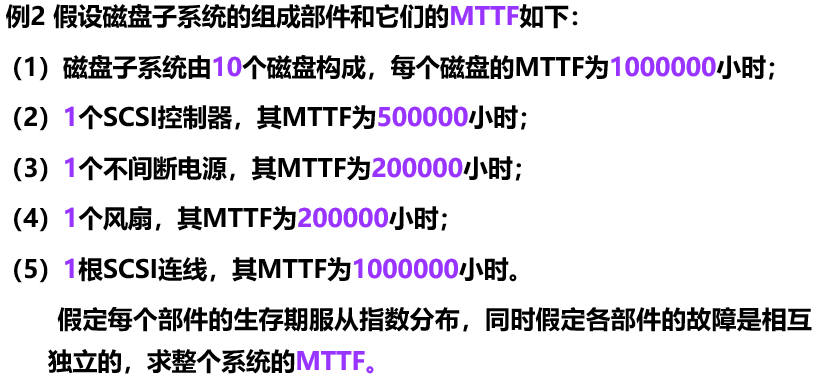 例2 假设磁盘子系统的组成部件和它们的MTTF如下：
（1）磁盘子系统由10个磁盘构成，每个磁盘的MTTF为1000000小时；
（2）1个SCSI控制器，其MTTF为500000小时；
（3）1个不间断电源，其MTTF为200000小时；
（4）1个风扇，其MTTF为200000小时；
（5）1根SCSI连线，其MTTF为1000000小时。
假定每个部件的生存期服从指数分布，同时假定各部件的故障是相互
独立的，求整个系统的MTTF。